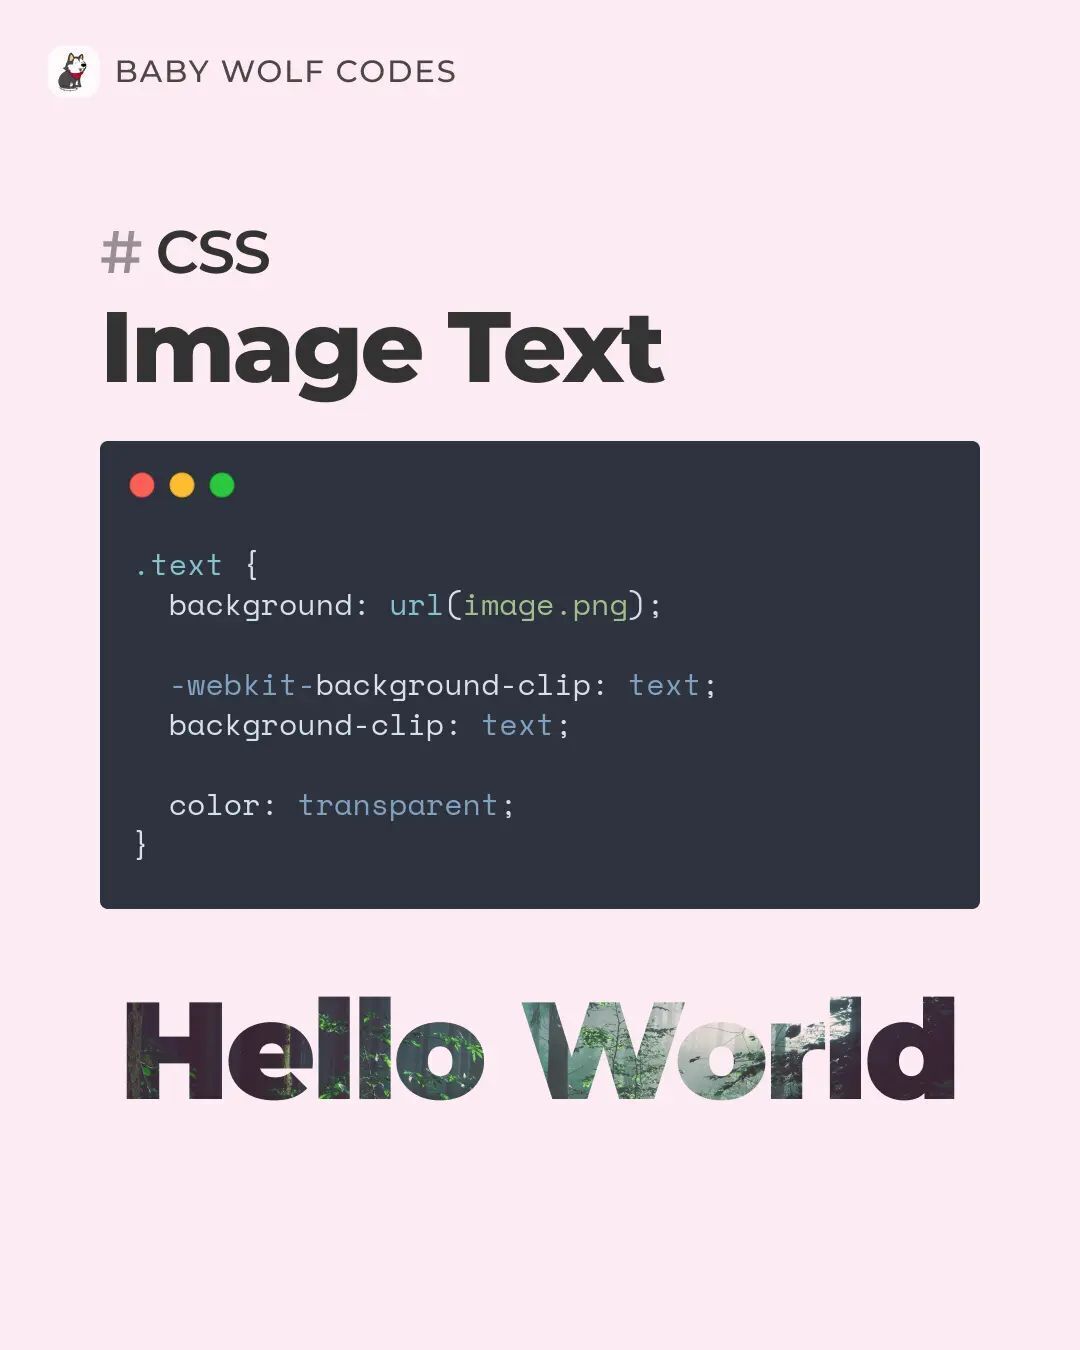 BABY WOLF CODES
# CSS
Image Text
.text {
  background: url(image.png);
  -webkit-background-clip: text;
  background-clip: text;
  color: transparent;
}
Hello World